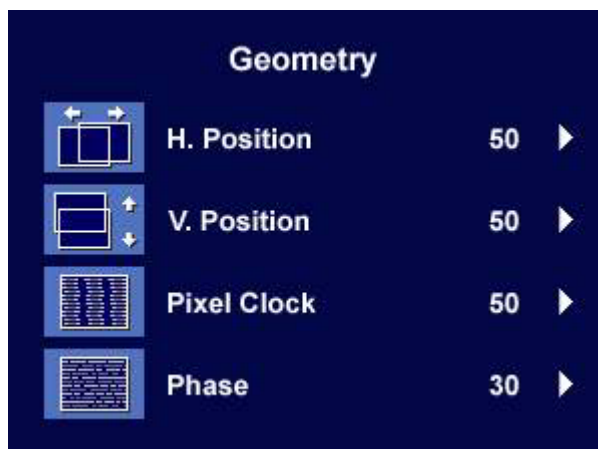 Geometry
H. Position 50
V. Position 50
Pixel Clock 50
Phase 30